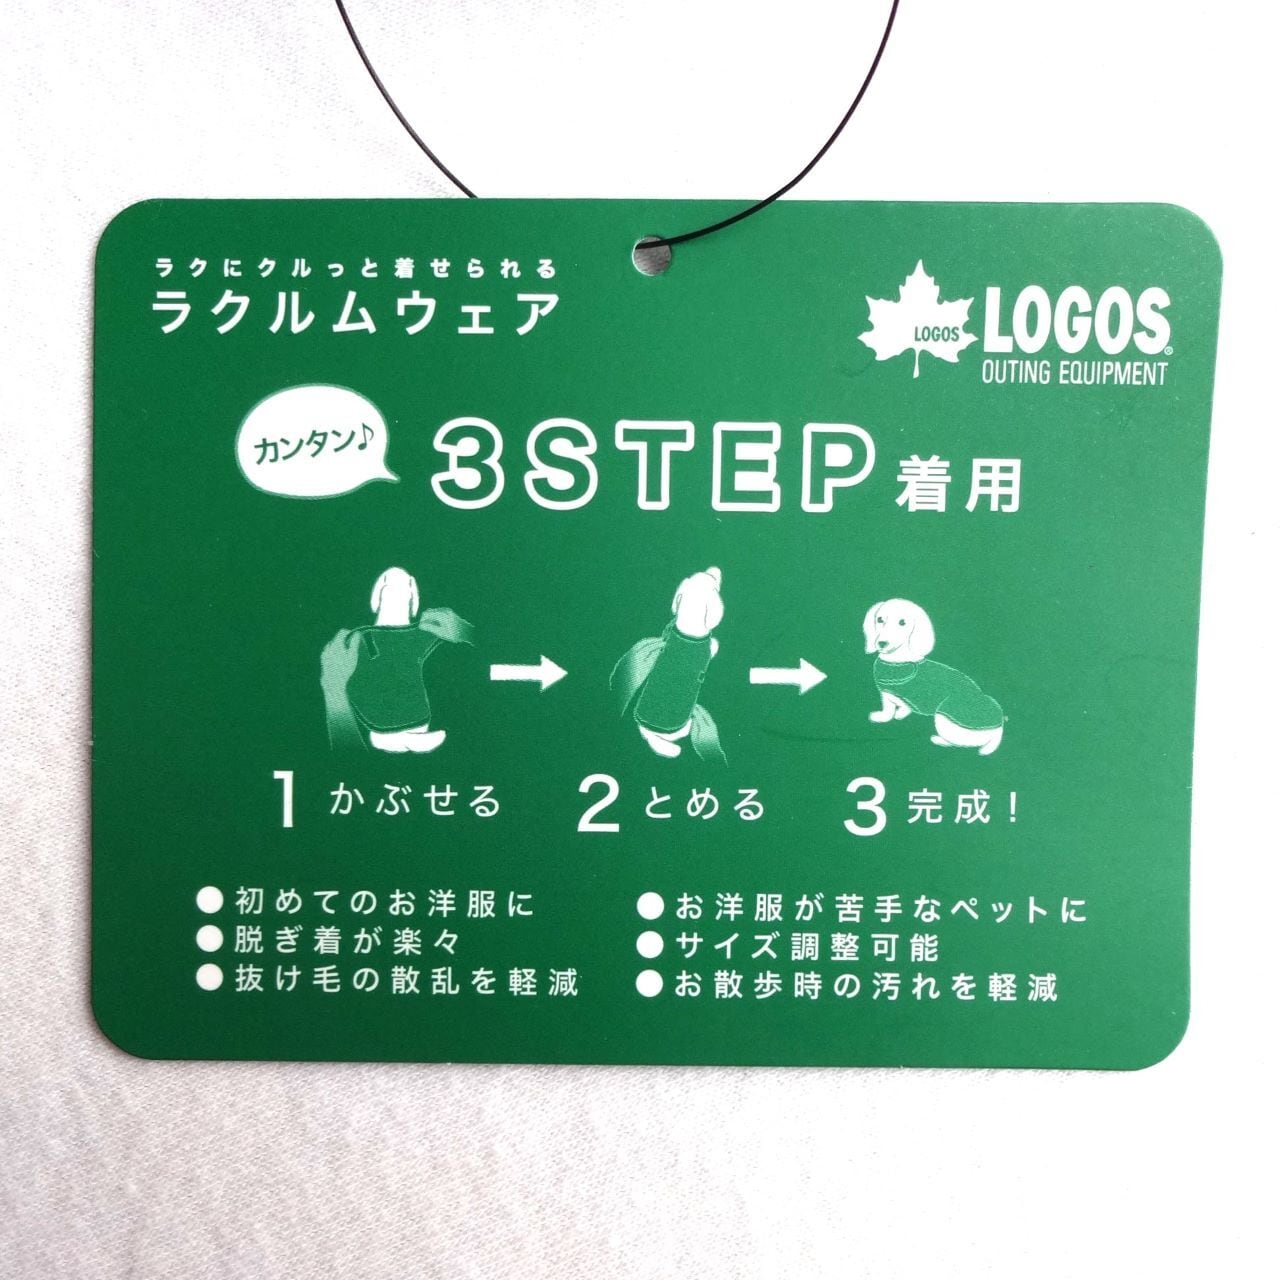 ラクにクルっと着せられる
ラクルムウェア
LOGOS
LOGOS®
OUTING EQUIPMENT
カンタン♪
3STEP着用
1 かぶせる
2 とめる
3 完成！
●初めてのお洋服に
●脱ぎ着が楽々
●抜け毛の散乱を軽減
●お洋服が苦手なペットに
●サイズ調整可能
●お散歩時の汚れを軽減